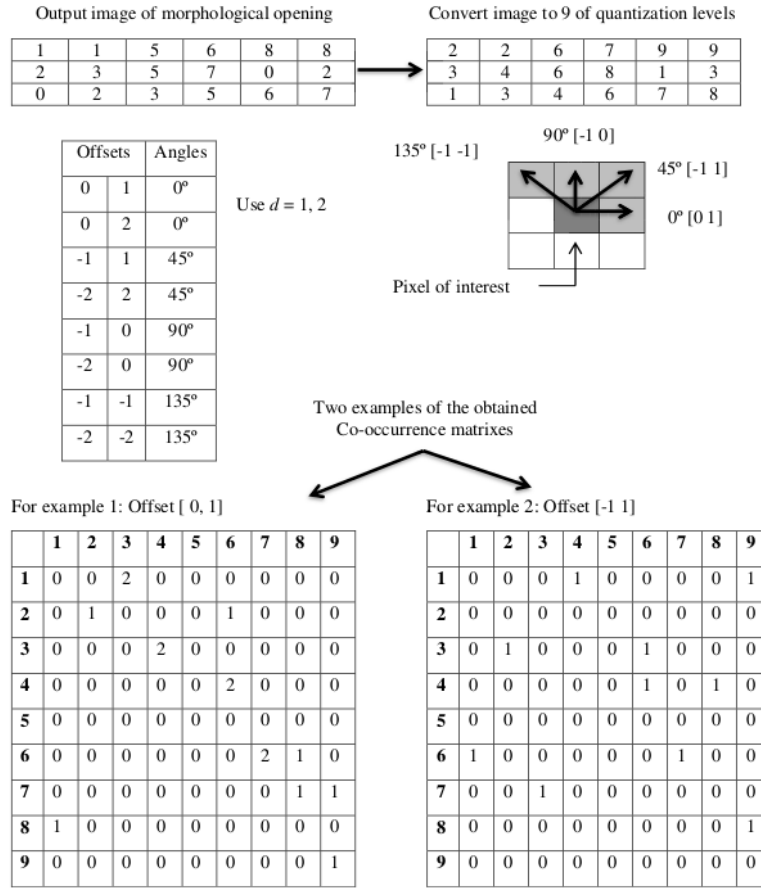 Output image of morphological opening
Convert image to 9 of quantization levels
1 1 5 6 8 8
2 3 5 7 0 2
0 2 3 5 6 7
2 2 6 7 9 9
3 4 6 8 1 3
1 3 4 6 7 8
Offsets Angles
0 1 0º
0 2 0º
-1 1 45º
-2 2 45º
-1 0 90º
-2 0 90º
-1 -1 135º
-2 -2 135º
Use d = 1, 2
90º [-1 0]
135º [-1 -1]
45º [-1 1]
0º [0 1]
Pixel of interest
Two examples of the obtained
Co-occurrence matrixes
For example 1: Offset [ 0, 1]
1 2 3 4 5 6 7 8 9
1 0 0 2 0 0 0 0 0 0
2 0 1 0 0 0 1 0 0 0
3 0 0 0 2 0 0 0 0 0
4 0 0 0 0 0 2 0 0 0
5 0 0 0 0 0 0 0 0 0
6 0 0 0 0 0 0 2 1 0
7 0 0 0 0 0 0 0 1 1
8 1 0 0 0 0 0 0 0 0
9 0 0 0 0 0 0 0 0 1
For example 2: Offset [-1 1]
1 2 3 4 5 6 7 8 9
1 0 0 0 1 0 0 0 0 1
2 0 0 0 0 0 0 0 0 0
3 0 1 0 0 0 1 0 0 0
4 0 0 0 0 0 1 0 1 0
5 0 0 0 0 0 0 0 0 0
6 1 0 0 0 0 0 1 0 0
7 0 0 1 0 0 0 0 0 0
8 0 0 0 0 0 0 0 0 1
9 0 0 0 0 0 0 0 0 0